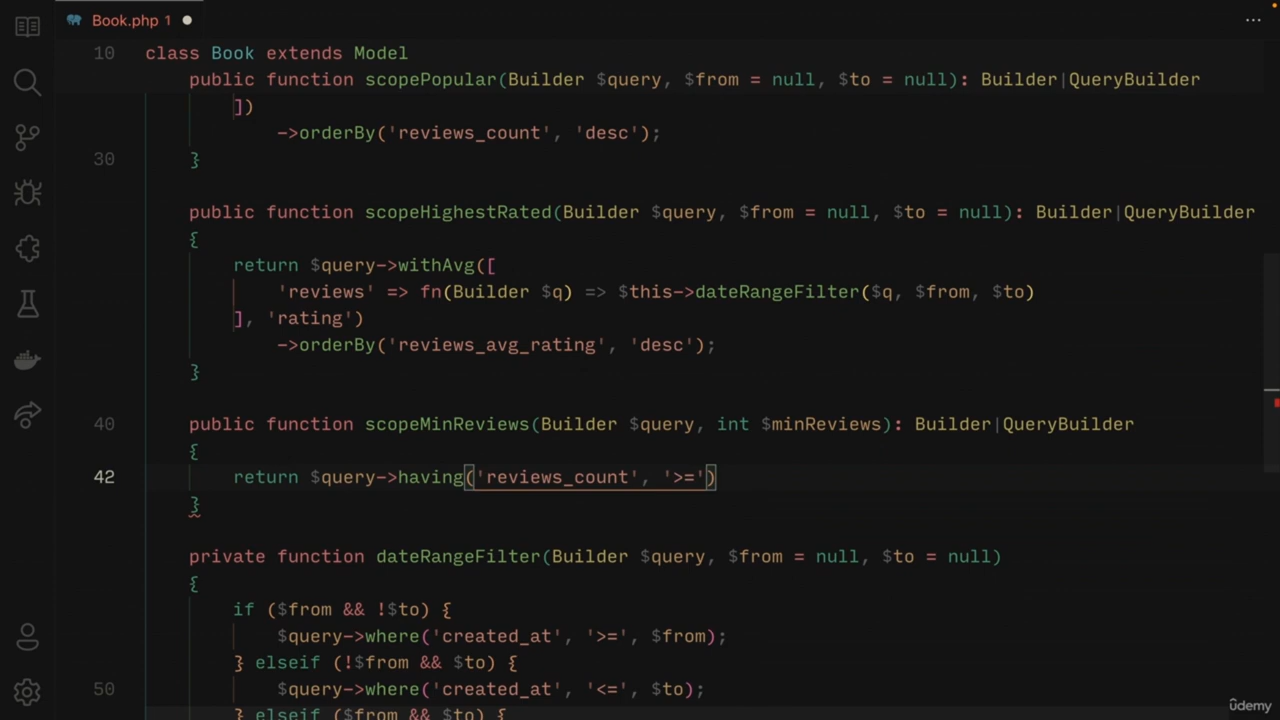 Book.php 1
10 class Book extends Model
public function scopePopular(Builder $query, $from = null, $to = null): Builder|QueryBuilder
])
->orderBy('reviews_count', 'desc');
30 }
public function scopeHighestRated(Builder $query, $from = null, $to = null): Builder|QueryBuilder
{
return $query->withAvg([
'reviews' => fn(Builder $q) => $this->dateRangeFilter($q, $from, $to)
], 'rating')
->orderBy('reviews_avg_rating', 'desc');
}
40 public function scopeMinReviews(Builder $query, int $minReviews): Builder|QueryBuilder
{
42 return $query->having('reviews_count', '>=')
}
private function dateRangeFilter(Builder $query, $from = null, $to = null)
{
if ($from && !$to) {
$query->where('created_at', '>=', $from);
} elseif (!$from && $to) {
50 $query->where('created_at', '<=', $to);
} elseif ($from && $to) {
udemy